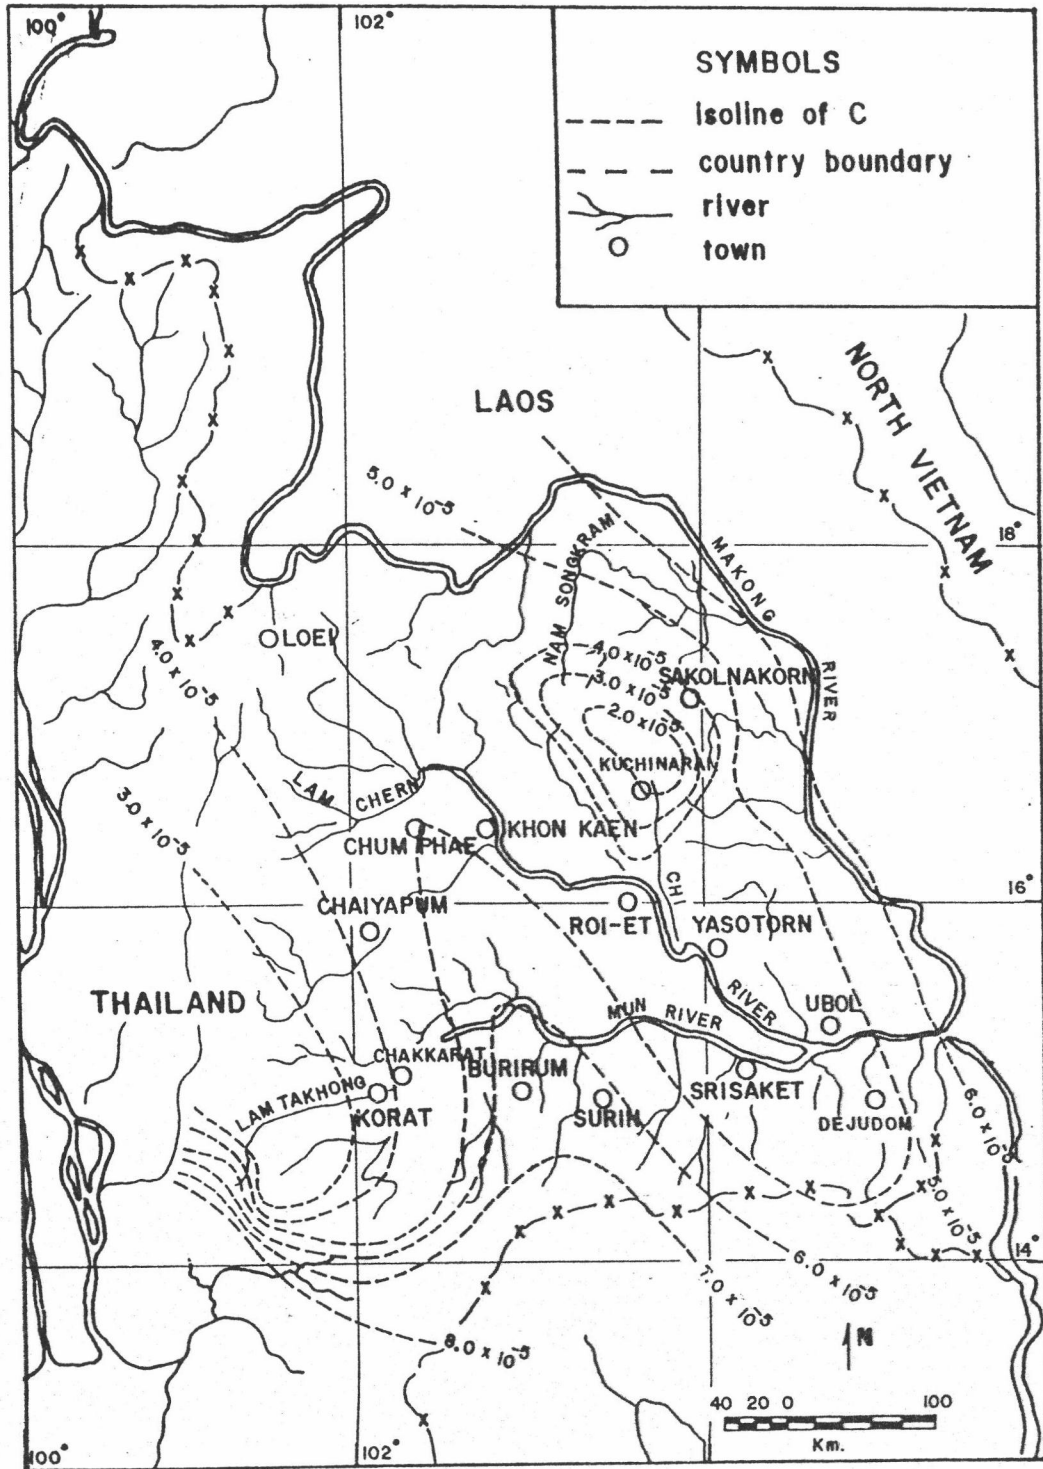 100°
102°
SYMBOLS
isoline of C
country boundary
river
town
LAOS
NORTH VIETNAM
5.0 x 10-5
18°
NAM SONGKRAM
MAKONG
RIVER
LOEI
4.0 x 10-5
4.0 x 10-5
3.0 x 10-5
SAKOLNAKORN
2.0 x 10-5
KUCHINARAI
LAM CHERN
3.0 x 10-5
CHUM PHAE
KHON KAEN
CHI
16°
CHAIYAPUM
ROI-ET
YASOTORN
THAILAND
RIVER
UBOL
MUN RIVER
CHAKKARAT
BURIRUM
LAM TAKHONG
KORAT
SURIN
SRISAKET
DEJUDOM
6.0 x 10-5
5.0 x 10-5
14°
7.0 x 10-5
6.0 x 10-5
8.0 x 10-5
N
40 20 0 100
Km.
100°
102°